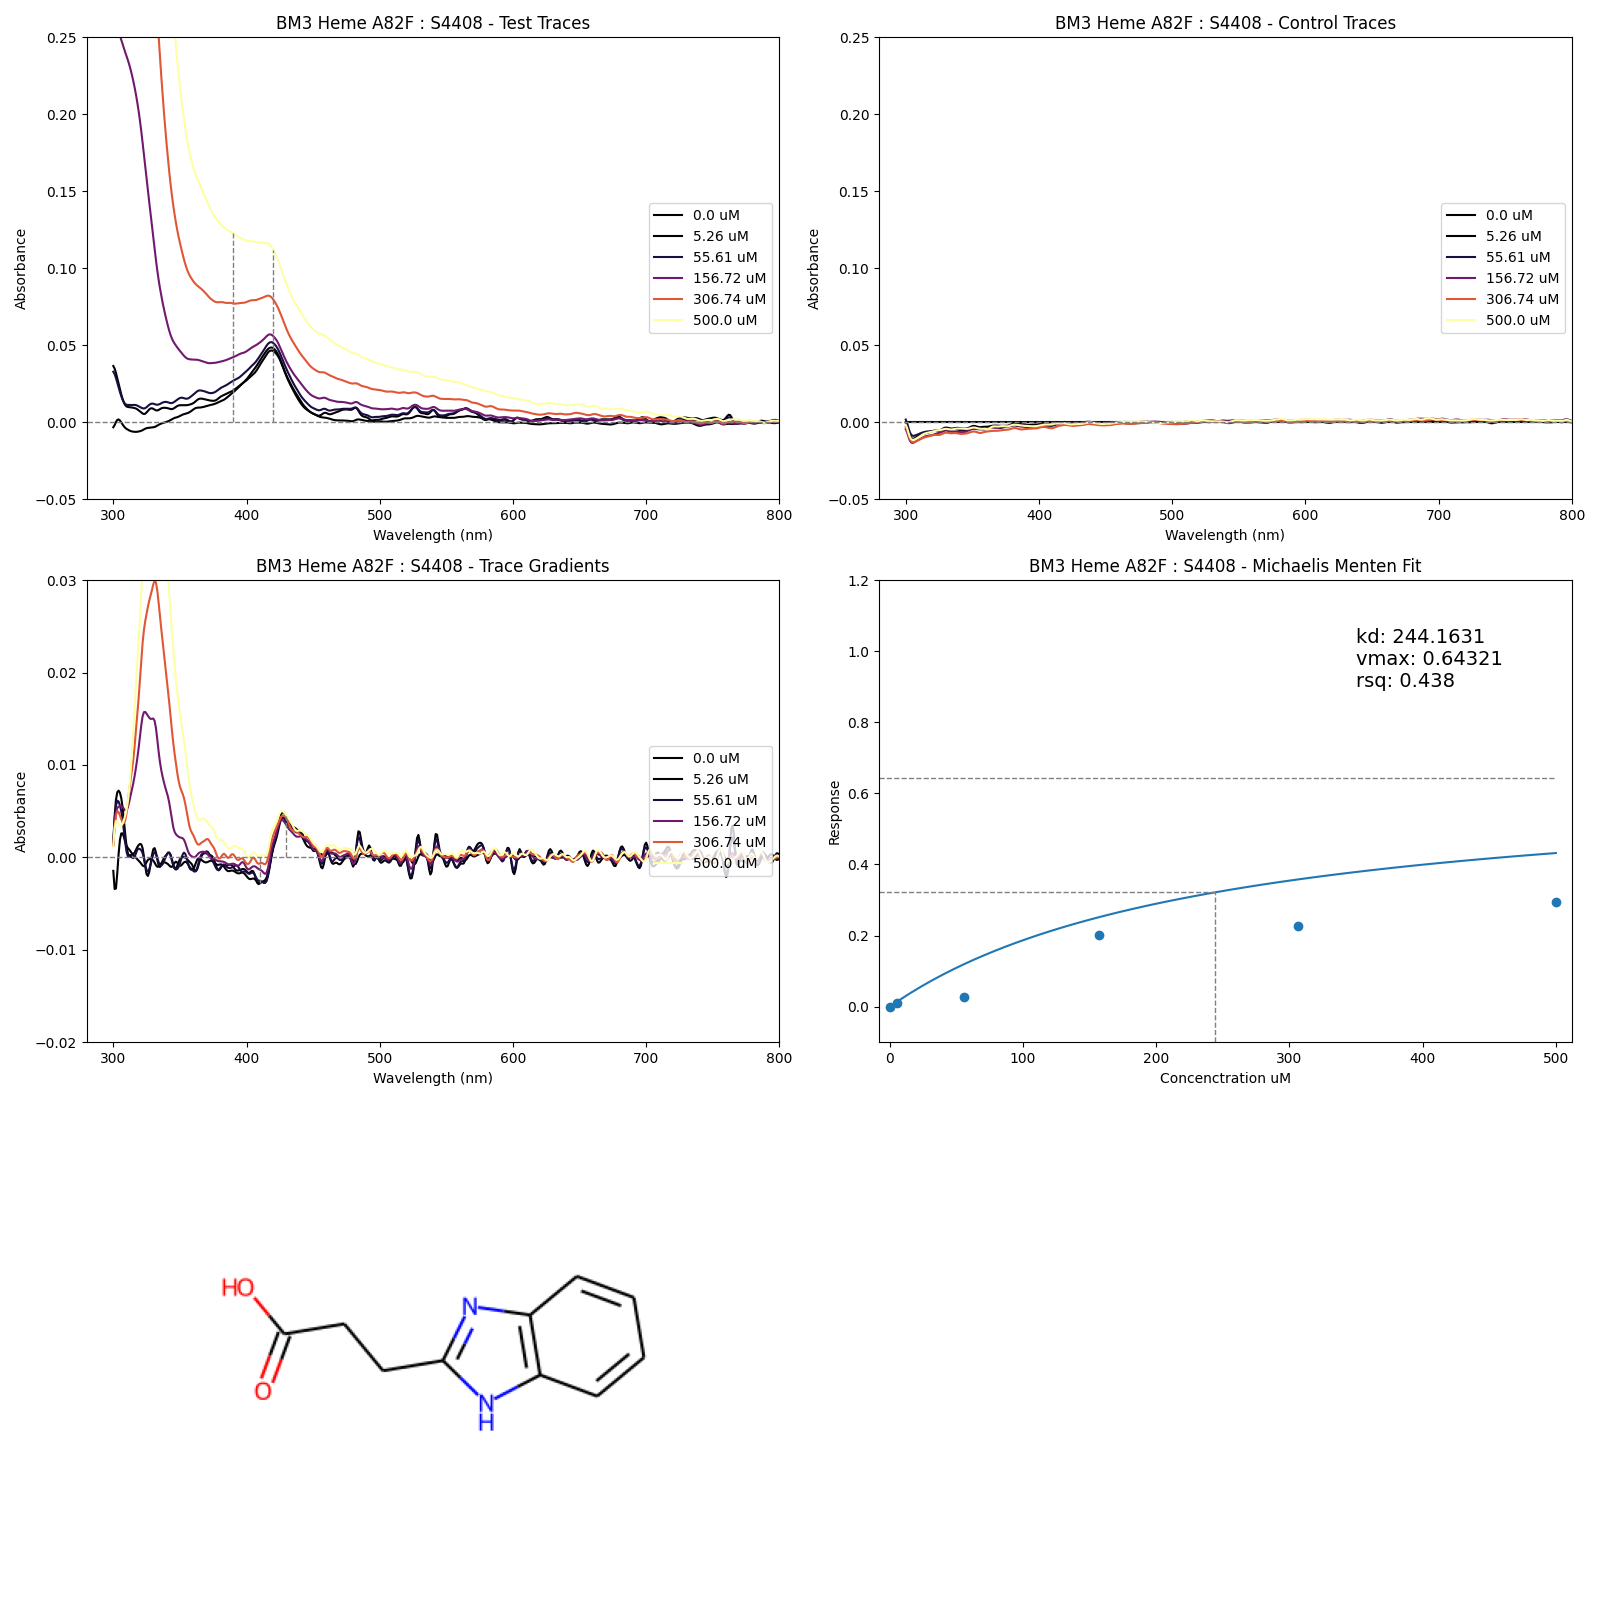 BM3 Heme A82F : S4408 - Test Traces
0.25
0.20
0.15
0.10
0.05
0.00
−0.05
Absorbance
300 400 500 600 700 800
Wavelength (nm)
0.0 uM
5.26 uM
55.61 uM
156.72 uM
306.74 uM
500.0 uM
BM3 Heme A82F : S4408 - Control Traces
0.25
0.20
0.15
0.10
0.05
0.00
−0.05
Absorbance
300 400 500 600 700 800
Wavelength (nm)
0.0 uM
5.26 uM
55.61 uM
156.72 uM
306.74 uM
500.0 uM
BM3 Heme A82F : S4408 - Trace Gradients
0.03
0.02
0.01
0.00
−0.01
−0.02
Absorbance
300 400 500 600 700 800
Wavelength (nm)
0.0 uM
5.26 uM
55.61 uM
156.72 uM
306.74 uM
500.0 uM
BM3 Heme A82F : S4408 - Michaelis Menten Fit
1.2
1.0
0.8
0.6
0.4
0.2
0.0
Response
kd: 244.1631
vmax: 0.64321
rsq: 0.438
0 100 200 300 400 500
Concenctration uM
HO
O
N
N
H